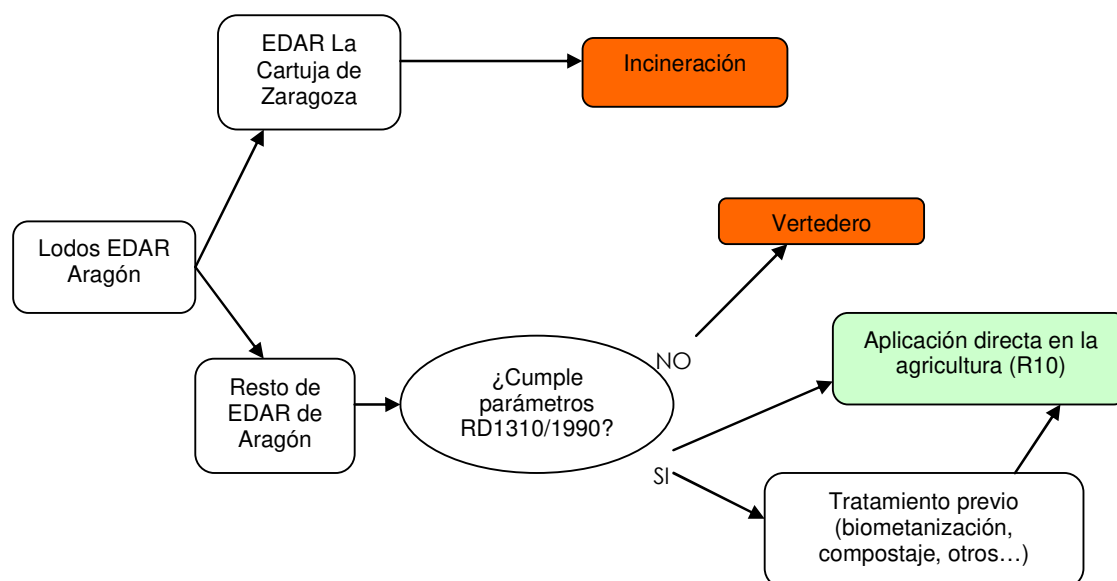 EDAR La
Cartuja de
Zaragoza
Incineración
Vertedero
Lodos EDAR
Aragón
Aplicación directa en la
agricultura (R10)
NO
¿Cumple
parámetros
RD1310/1990?
Resto de
EDAR de
Aragón
SI
Tratamiento previo
(biometanización,
compostaje, otros…)